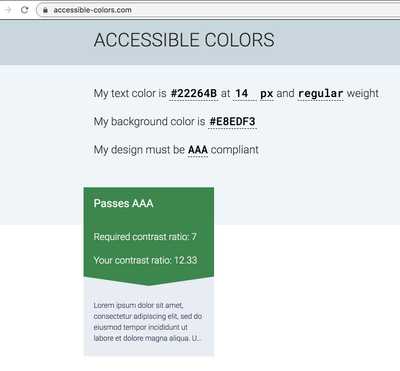 accessible-colors.com
ACCESSIBLE COLORS
My text color is #22264B at 14 px and regular weight
My background color is #E8EDF3
My design must be AAA compliant
Passes AAA
Required contrast ratio: 7
Your contrast ratio: 12.33
Lorem ipsum dolor sit amet,
consectetur adipiscing elit, sed do
eiusmod tempor incididunt ut
labore et dolore magna aliqua. U...